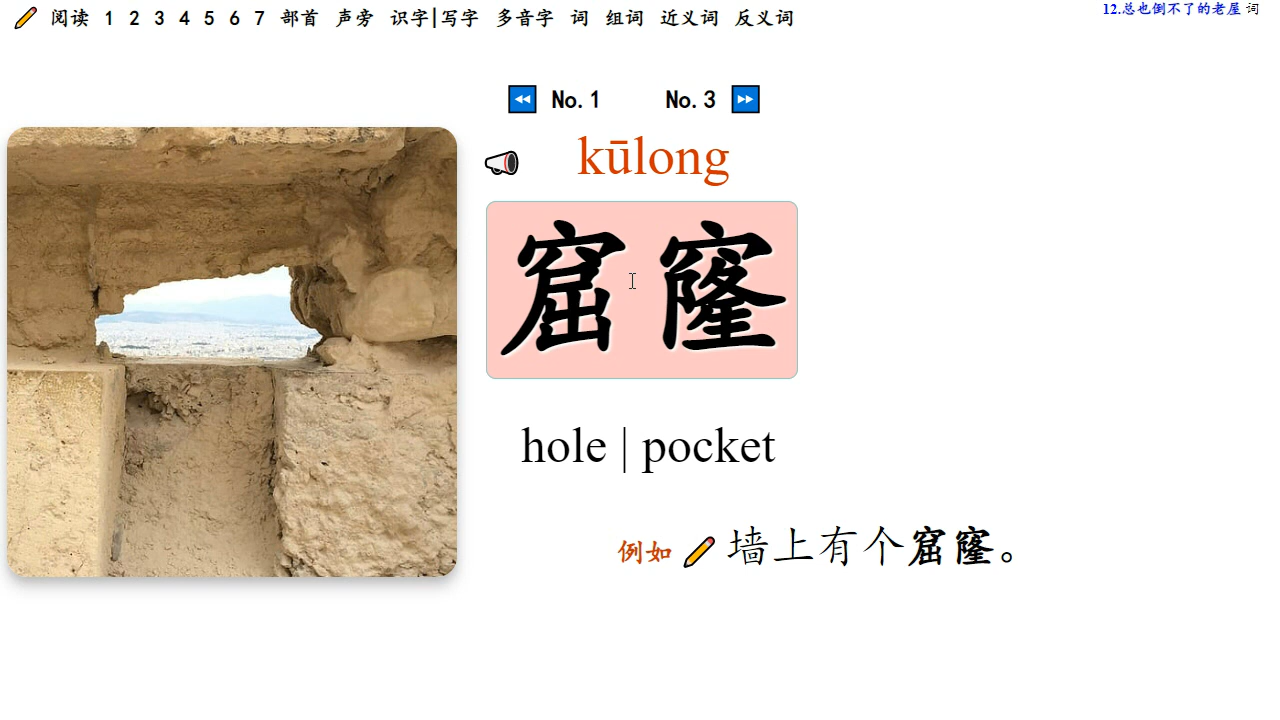 阅读 1 2 3 4 5 6 7 部首 声旁 识字|写字 多音字 词 组词 近义词 反义词
12.总也倒不了的老屋 词
No.1 No.3
kūlong
窟窿
hole | pocket
例如 墙上有个窟窿。